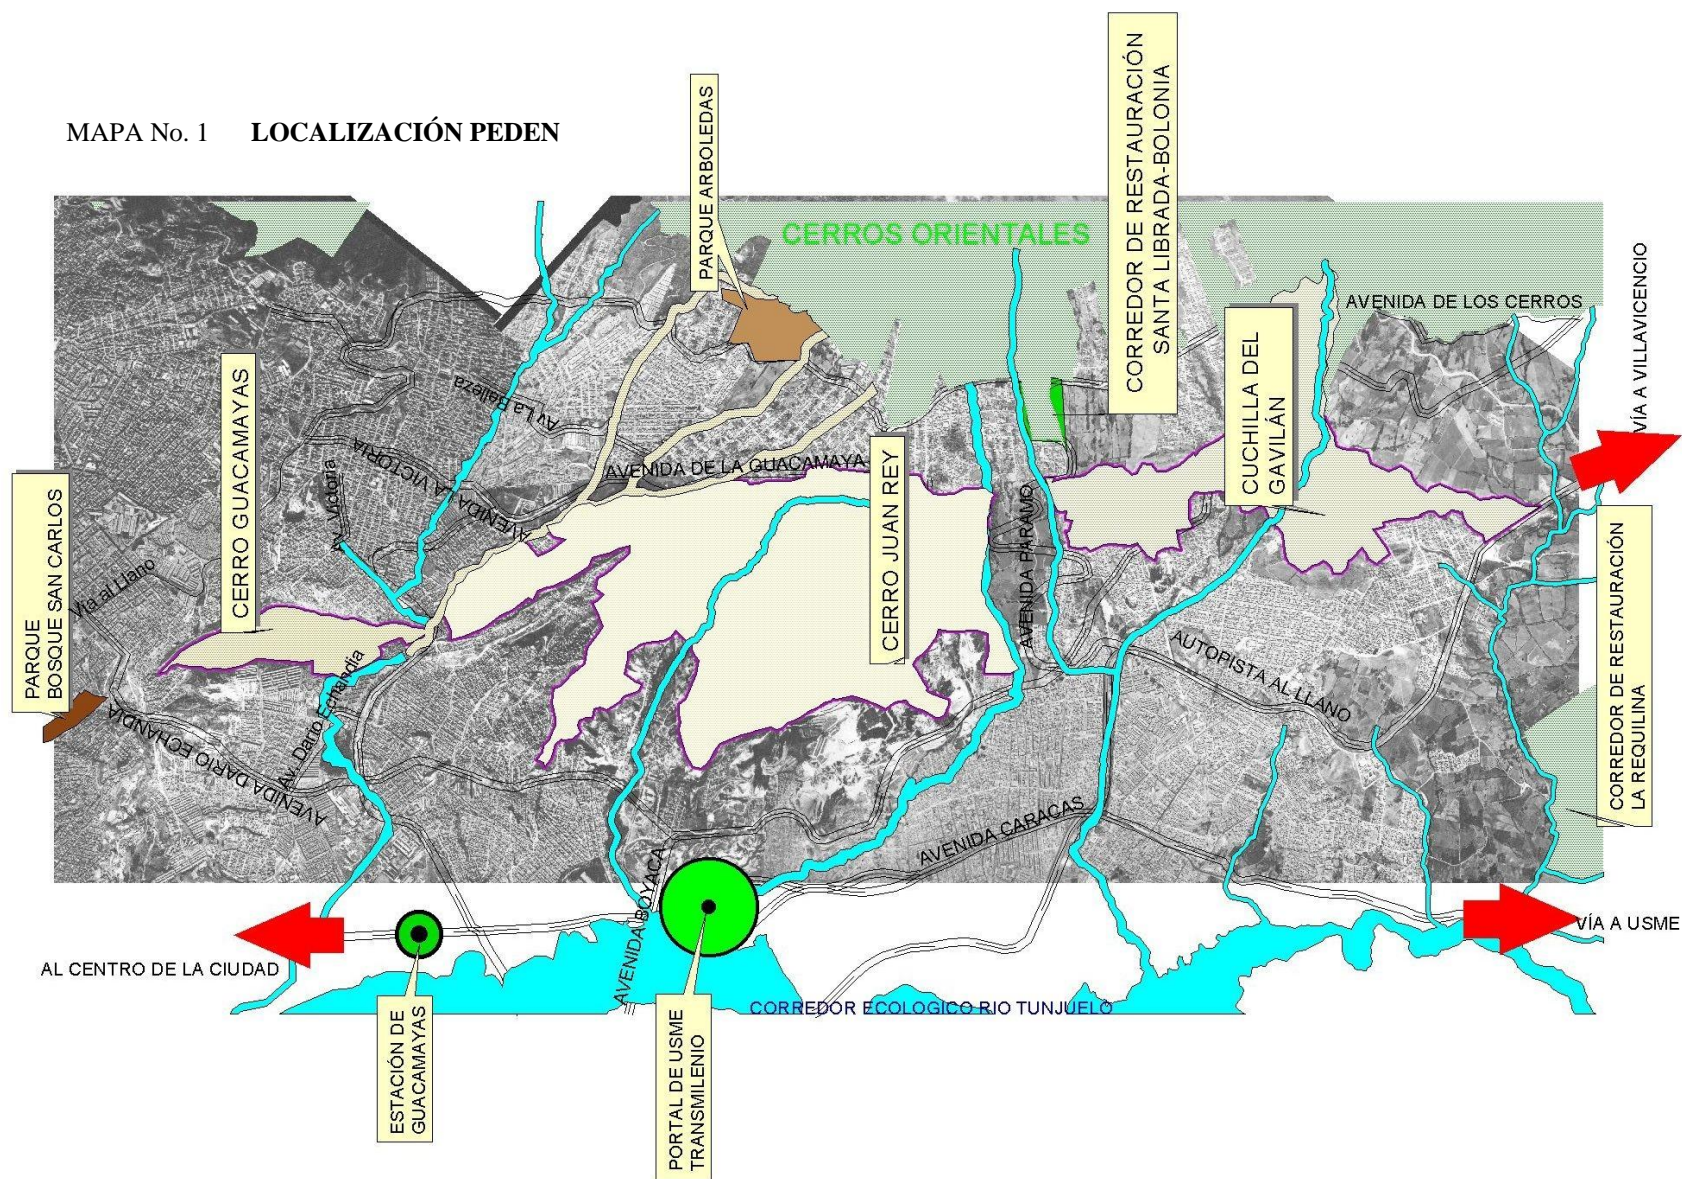 MAPA No. 1 LOCALIZACIÓN PEDEN
PARQUE ARBOLEDAS
CORREDOR DE RESTAURACIÓN
SANTA LIBRADA-BOLONIA
CERROS ORIENTALES
AVENIDA DE LOS CERROS
VÍA A VILLAVICENCIO
CERRO GUACAMAYAS
Av La Belleza
CUCHILLA DEL
GAVILÁN
AVENIDA LA VICTORIA
AVENIDA DE LA GUACAMAYA
Av. Victoria
CERRO JUAN REY
AVENIDA PARAMO
PARQUE
BOSQUE SAN CARLOS
Vía al Llano
CORREDOR DE RESTAURACIÓN
LA REQUILINA
AUTOPISTA AL LLANO
Av. Darío Echandía
AVENIDA DARIO ECHANDIA
AVENIDA CARACAS
AVENIDA BOYACA
VÍA A USME
AL CENTRO DE LA CIUDAD
CORREDOR ECOLOGICO RIO TUNJUELO
ESTACIÓN DE
GUACAMAYAS
PORTAL DE USME
TRANSMILENIO